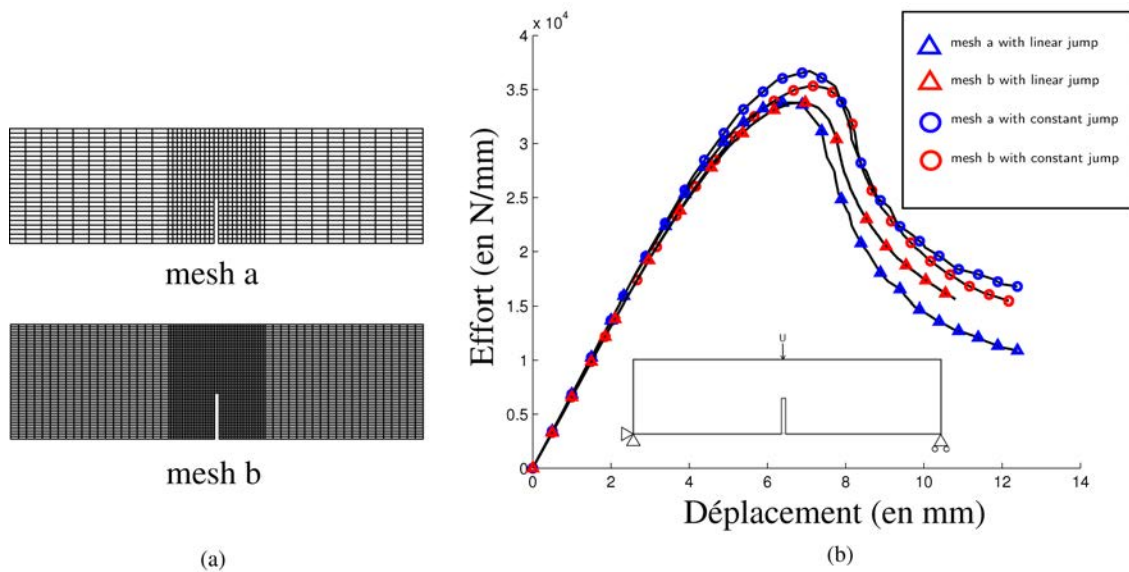 mesh a
mesh b
(a)
x 10⁴
4
3.5
3
2.5
2
1.5
1
0.5
0
0
2
4
6
8
10
12
14
Effort (en N/mm)
Déplacement (en mm)
mesh a with linear jump
mesh b with linear jump
mesh a with constant jump
mesh b with constant jump
U
(b)